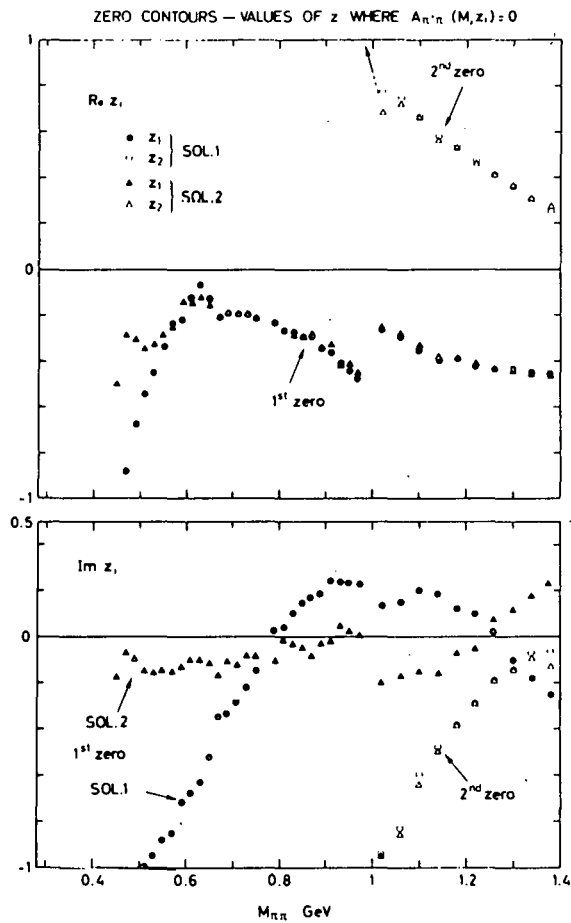 ZERO CONTOURS — VALUES OF z WHERE A π⁺π⁻ (M, zᵢ) = 0
1
2ⁿᵈ zero
Re zᵢ
● z₁
z₂
SOL.1
▲ z₁
△ z₂
SOL.2
0
1ˢᵗ zero
-1
0.5
Im zᵢ
0
SOL.2
1ˢᵗ zero
SOL.1
2ⁿᵈ zero
-1
0.4 0.6 0.8 1 1.2 1.4
Mππ GeV